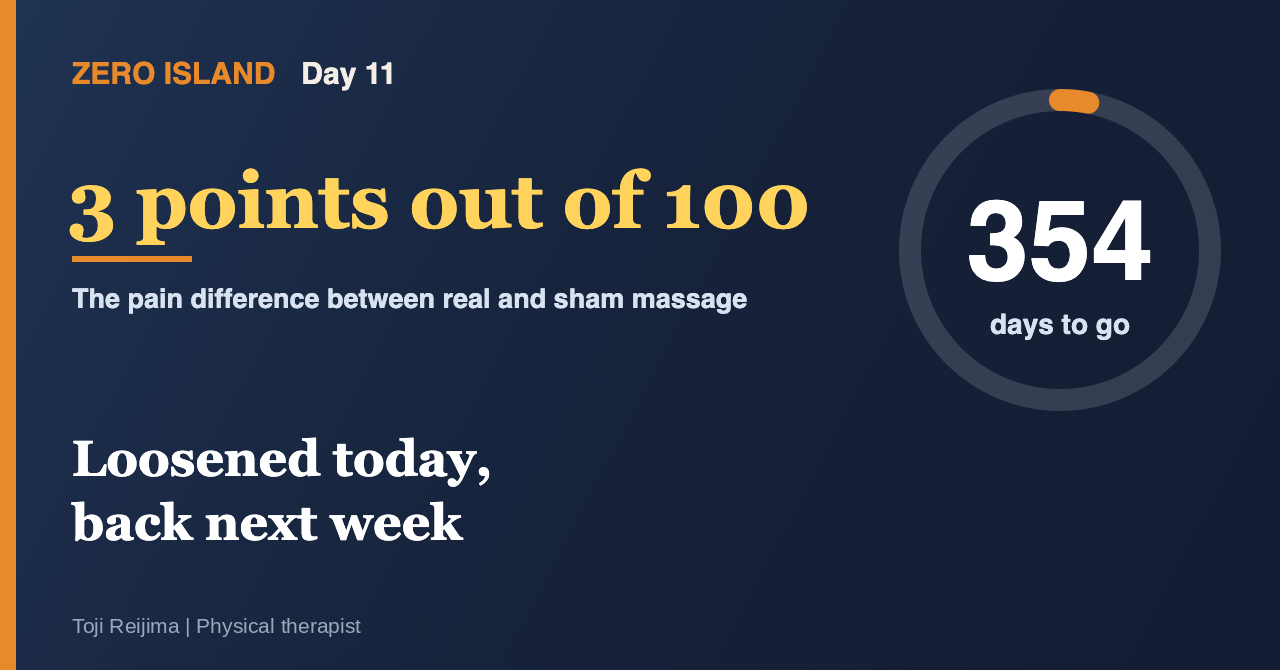 ZERO ISLAND Day 11
3 points out of 100
The pain difference between real and sham massage
354
days to go
Loosened today,
back next week
Toji Reijima | Physical therapist